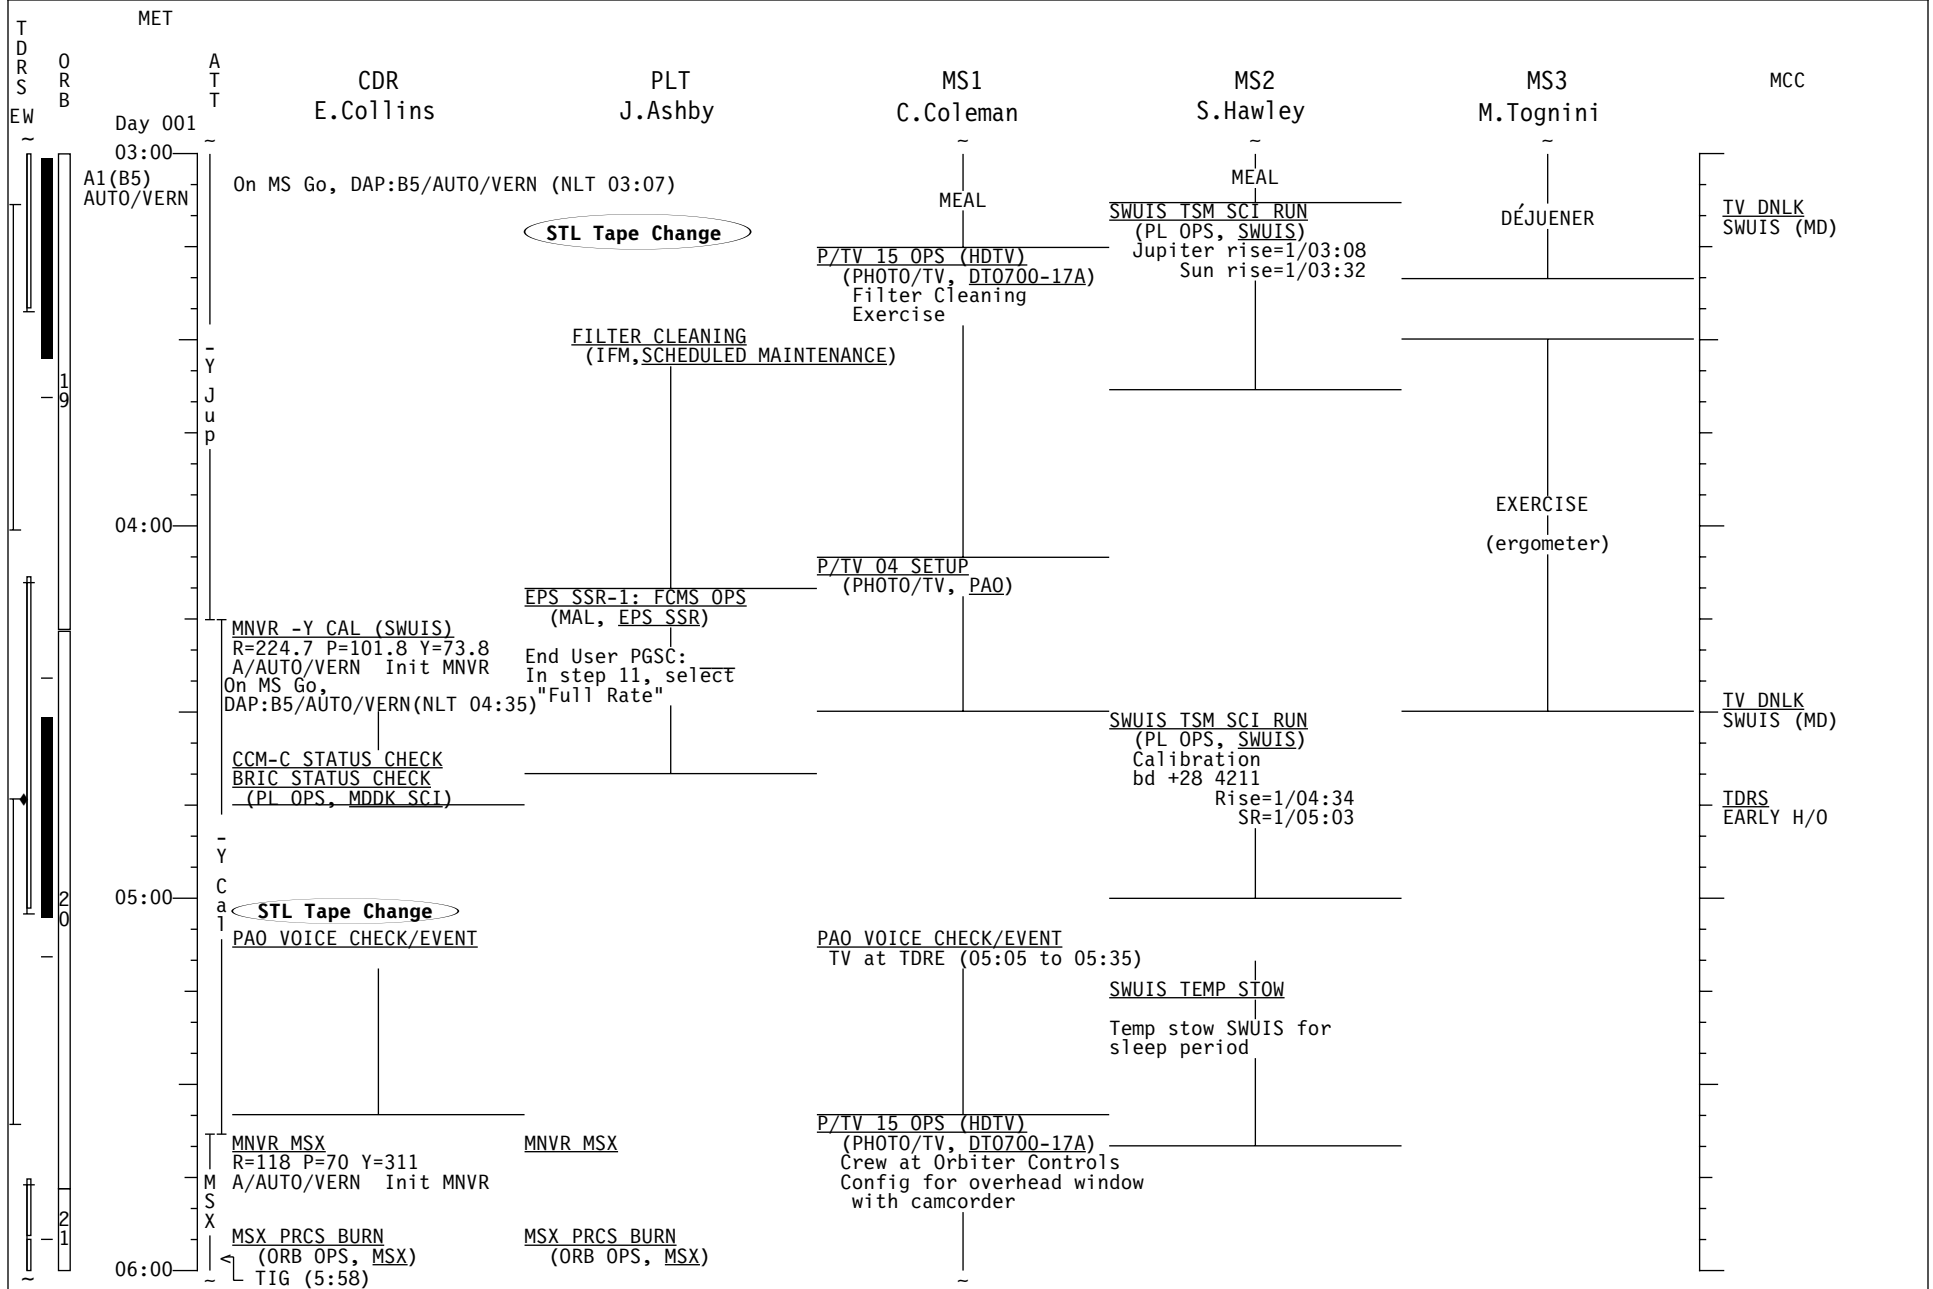 MET
TDRS
EW
ORB
ATT
Day 001
CDR
E.Collins
PLT
J.Ashby
MS1
C.Coleman
MS2
S.Hawley
MS3
M.Tognini
MCC
~
~
~
~
~
03:00
04:00
05:00
06:00
19
20
21
A1(B5)
AUTO/VERN
-Y Jup
-Y Cal
MSX
On MS Go, DAP:B5/AUTO/VERN (NLT 03:07)
MNVR -Y CAL (SWUIS)
R=224.7 P=101.8 Y=73.8
A/AUTO/VERN Init MNVR
On MS Go,
DAP:B5/AUTO/VERN(NLT 04:35)
CCM-C STATUS CHECK
BRIC STATUS CHECK
(PL OPS, MDDK SCI)
STL Tape Change
PAO VOICE CHECK/EVENT
MNVR MSX
R=118 P=70 Y=311
A/AUTO/VERN Init MNVR
MSX PRCS BURN
(ORB OPS, MSX)
TIG (5:58)
STL Tape Change
FILTER CLEANING
(IFM,SCHEDULED MAINTENANCE)
EPS SSR-1: FCMS OPS
(MAL, EPS SSR)
End User PGSC:
In step 11, select
"Full Rate"
MNVR MSX
MSX PRCS BURN
(ORB OPS, MSX)
MEAL
P/TV 15 OPS (HDTV)
(PHOTO/TV, DTO700-17A)
Filter Cleaning
Exercise
P/TV 04 SETUP
(PHOTO/TV, PAO)
PAO VOICE CHECK/EVENT
TV at TDRE (05:05 to 05:35)
P/TV 15 OPS (HDTV)
(PHOTO/TV, DTO700-17A)
Crew at Orbiter Controls
Config for overhead window
with camcorder
MEAL
SWUIS TSM SCI RUN
(PL OPS, SWUIS)
Jupiter rise=1/03:08
Sun rise=1/03:32
SWUIS TSM SCI RUN
(PL OPS, SWUIS)
Calibration
bd +28 4211
Rise=1/04:34
SR=1/05:03
SWUIS TEMP STOW
Temp stow SWUIS for
sleep period
DÉJUENER
EXERCISE
(ergometer)
TV DNLK
SWUIS (MD)
TV DNLK
SWUIS (MD)
TDRS
EARLY H/O
~
~
~